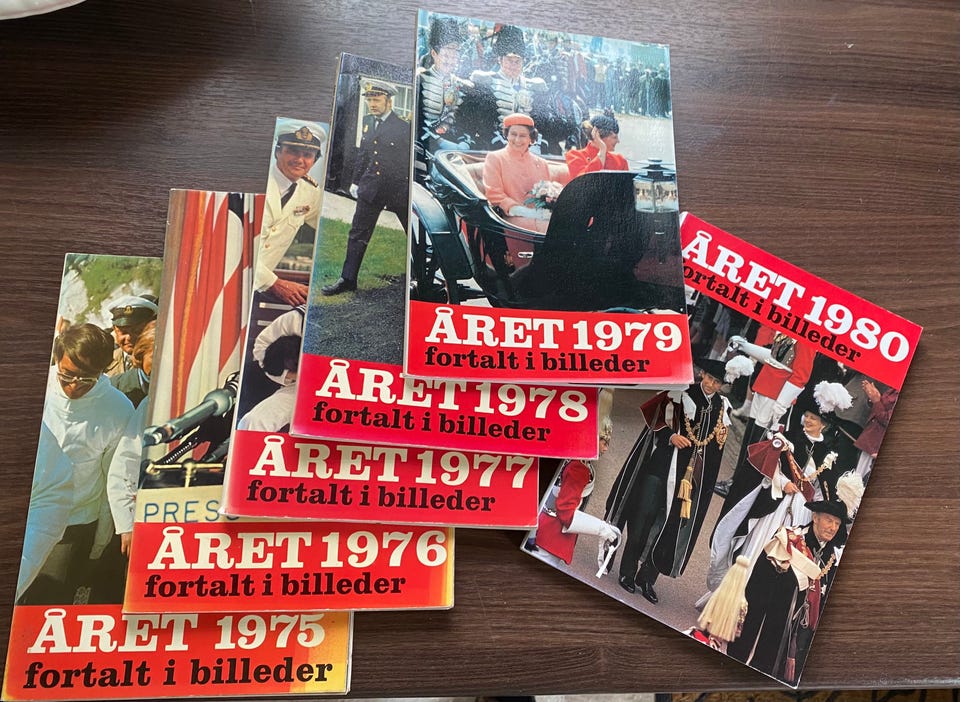 ÅRET 1979
fortalt i billeder
ÅRET 1980
fortalt i billeder
ÅRET 1978
fortalt i billeder
ÅRET 1977
fortalt i billeder
PRESS
ÅRET 1976
fortalt i billeder
ÅRET 1975
fortalt i billeder